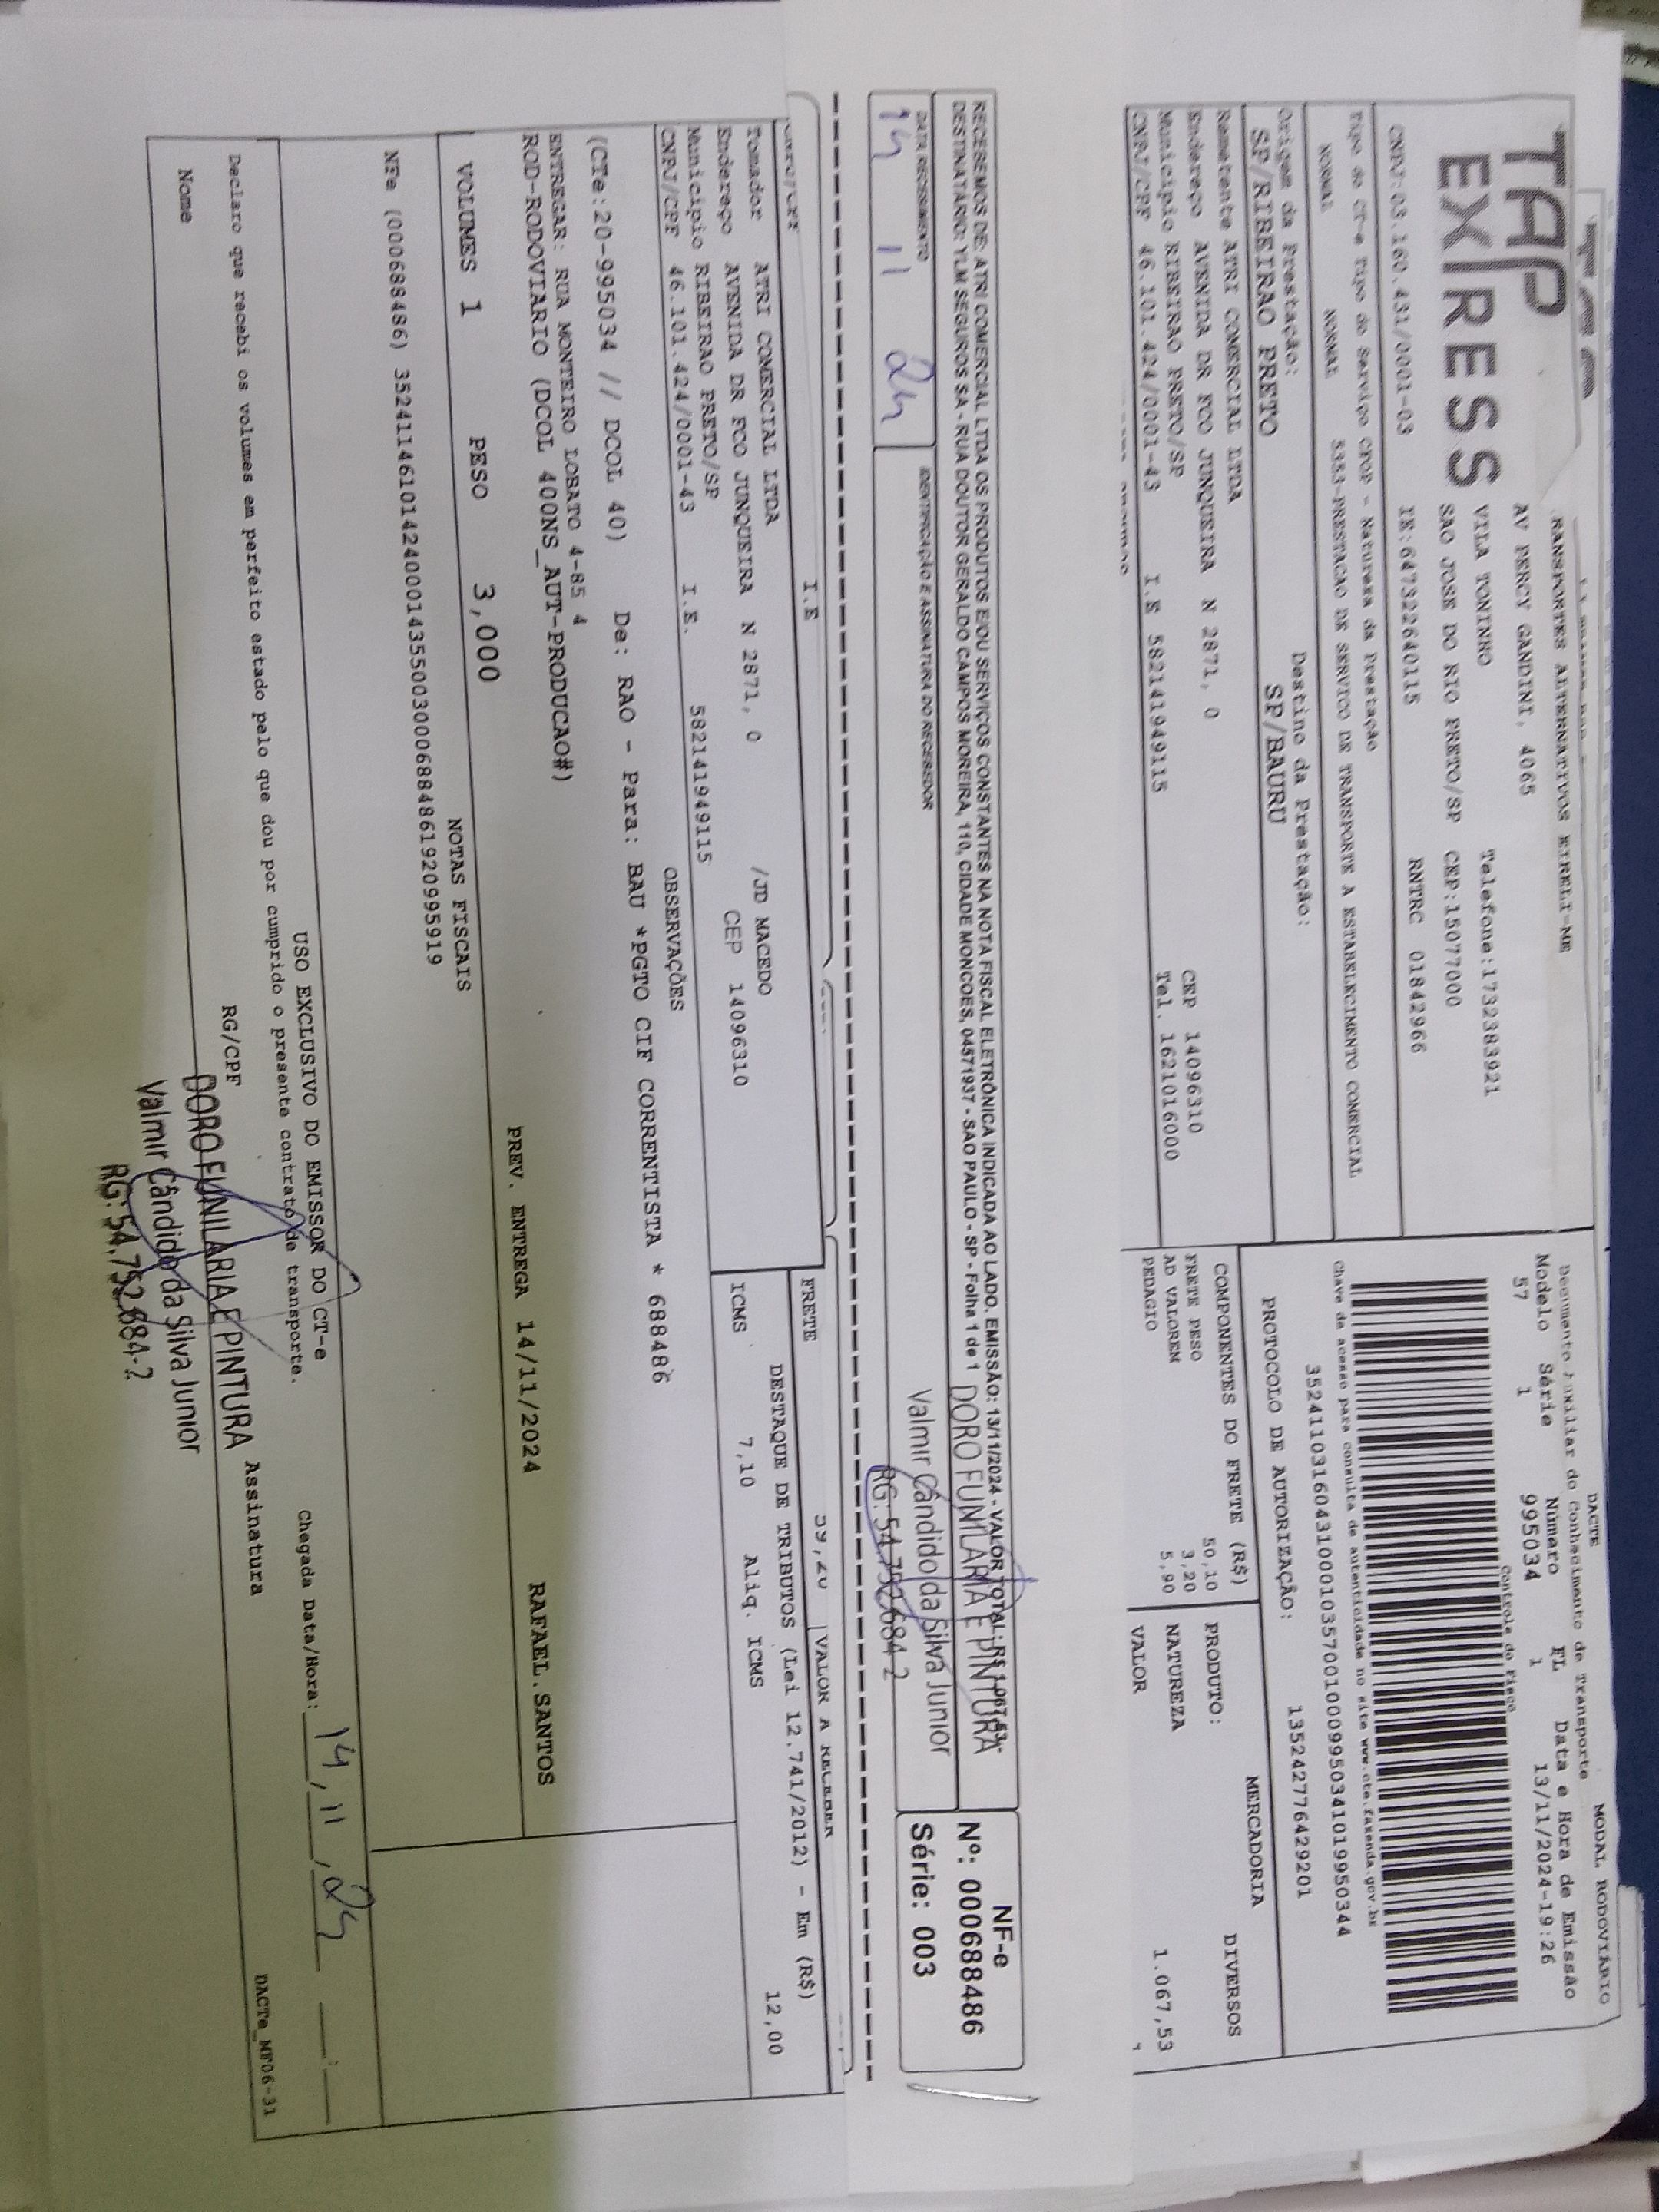 TAP
EXPRESS
TRANSPORTES ALTERNATIVOS EIRELI-ME
AV PERCY GANDINI, 4065
VILA TONINHO Telefone:1732383921
SAO JOSE DO RIO PRETO/SP CEP:15077000
CNPJ:03.160.431/0001-03 IE:647322640115 RNTRC 01842966
Tipo do CT-e Tipo do Serviço CFOP - Natureza da Prestação
NORMAL NORMAL 5353-PRESTACAO DE SERVICO DE TRANSPORTE A ESTABELECIMENTO COMERCIAL
Origem da Prestação: Destino da Prestação:
SP/RIBEIRAO PRETO SP/BAURU
Remetente ATRI COMERCIAL LTDA
Endereço AVENIDA DR FCO JUNQUEIRA N 2871, 0 CEP 14096310
Município RIBEIRAO PRETO/SP Tel. 1621016000
CNPJ/CPF 46.101.424/0001-43 I.E 582141949115
DACTE MODAL RODOVIÁRIO
Documento Auxiliar do Conhecimento de Transporte
Modelo Série Número FL Data e Hora de Emissão
57 1 995034 1 13/11/2024-19:26
Controle do Fisco
Chave de acesso para consulta de autenticidade no site www.cte.fazenda.gov.br
35241103160431000103570010009950341019950344
PROTOCOLO DE AUTORIZAÇÃO: 135242776429201
COMPONENTES DO FRETE (R$) MERCADORIA
FRETE PESO 50,10
AD VALOREM 3,20
PEDAGIO 5,90
PRODUTO: DIVERSOS
NATUREZA
VALOR 1.067,53
RECEBEMOS DE: ATRI COMERCIAL LTDA OS PRODUTOS E/OU SERVIÇOS CONSTANTES NA NOTA FISCAL ELETRÔNICA INDICADA AO LADO. EMISSÃO: 13/11/2024 - VALOR TOTAL: R$ 1.067,53 -
DESTINATÁRIO: YLM SEGUROS SA - RUA DOUTOR GERALDO CAMPOS MOREIRA, 110, CIDADE MONCOES, 04571937 - SAO PAULO - SP - Folha 1 de 1
DATA RECEBIMENTO IDENTIFICAÇÃO E ASSINATURA DO RECEBEDOR
14 11 24
DORO FUNILARIA E PINTURA
Valmir Cândido da Silva Junior
RG: 54.752.684-2
NF-e
Nº: 000688486
Série: 003
I.E
Tomador ATRI COMERCIAL LTDA
Endereço AVENIDA DR FCO JUNQUEIRA N 2871, 0 /JD MACEDO
Município RIBEIRAO PRETO/SP CEP 14096310
CNPJ/CPF 46.101.424/0001-43 I.E. 582141949115
FRETE 59,20 VALOR A RECEBER
DESTAQUE DE TRIBUTOS (Lei 12.741/2012) - Em (R$)
ICMS 7,10 Aliq. ICMS 12,00
OBSERVAÇÕES
(CTe:20-995034 // DCOL 40) De: RAO - Para: BAU *PGTO CIF CORRENTISTA * 688486
ENTREGAR: RUA MONTEIRO LOBATO 4-85 4
ROD-RODOVIARIO (DCOL 400NS_AUT-PRODUCAO#)
PREV. ENTREGA 14/11/2024 RAFAEL.SANTOS
VOLUMES 1 PESO 3,000
NOTAS FISCAIS
NFe (000688486) 35241146101424000143550030006884861920995919
USO EXCLUSIVO DO EMISSOR DO CT-e
Declaro que recebi os volumes em perfeito estado pelo que dou por cumprido o presente contrato de transporte.
Chegada Data/Hora: 14, 11, 24 __:__
Nome RG/CPF Assinatura
DORO FUNILARIA E PINTURA
Valmir Cândido da Silva Junior
RG: 54.752.684-2
DACTe_MF06-31